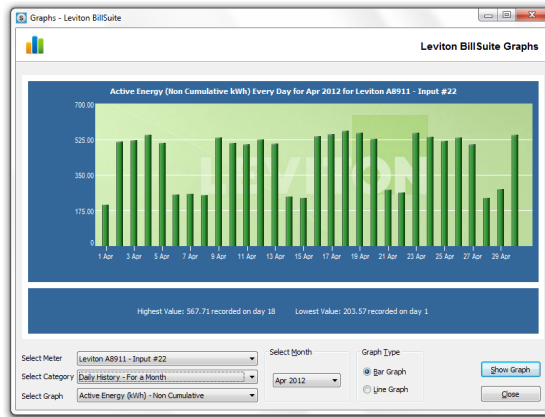 Graphs - Leviton BillSuite
Leviton BillSuite Graphs
Active Energy (Non Cumulative kWh) Every Day for Apr 2012 for Leviton A8911 - Input #22
700.00
525.00
350.00
175.00
0
LEVITON
1 Apr 3 Apr 5 Apr 7 Apr 9 Apr 11 Apr 13 Apr 15 Apr 17 Apr 19 Apr 21 Apr 23 Apr 25 Apr 27 Apr 29 Apr
Highest Value: 567.71 recorded on day 18 Lowest Value: 203.57 recorded on day 1
Select Meter Leviton A8911 - Input #22
Select Category Daily History - For a Month
Select Graph Active Energy (kWh) - Non Cumulative
Select Month
Apr 2012
Graph Type
Bar Graph
Line Graph
Show Graph
Close